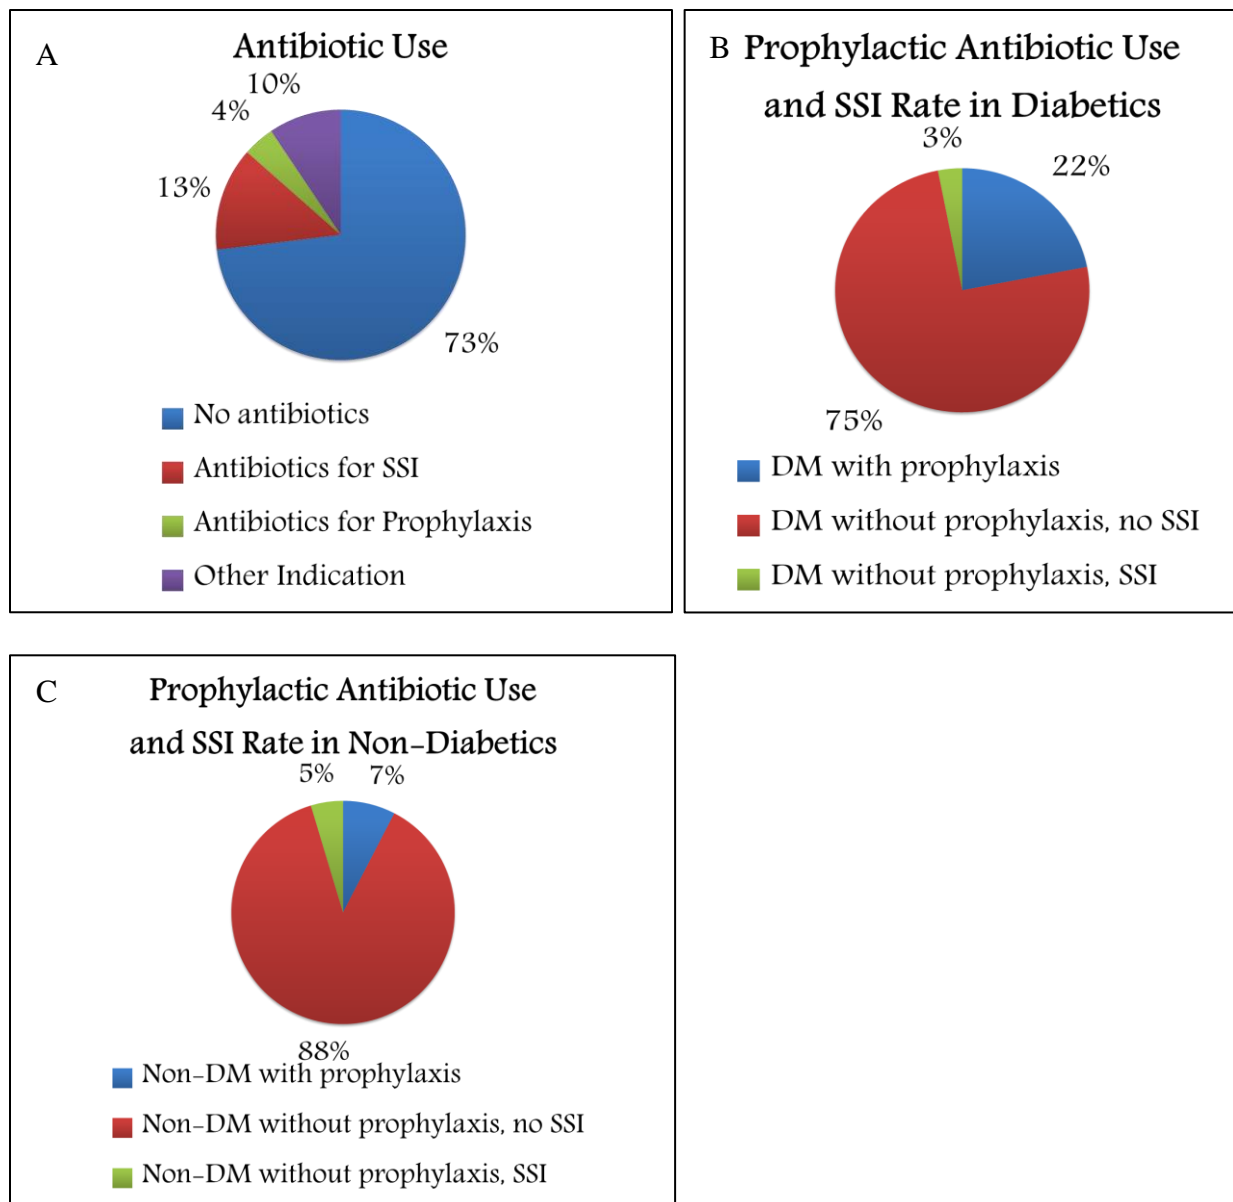 A
Antibiotic Use
10%
4%
13%
73%
No antibiotics
Antibiotics for SSI
Antibiotics for Prophylaxis
Other Indication
B
Prophylactic Antibiotic Use
and SSI Rate in Diabetics
3%
22%
75%
DM with prophylaxis
DM without prophylaxis, no SSI
DM without prophylaxis, SSI
C
Prophylactic Antibiotic Use
and SSI Rate in Non-Diabetics
5%
7%
88%
Non-DM with prophylaxis
Non-DM without prophylaxis, no SSI
Non-DM without prophylaxis, SSI